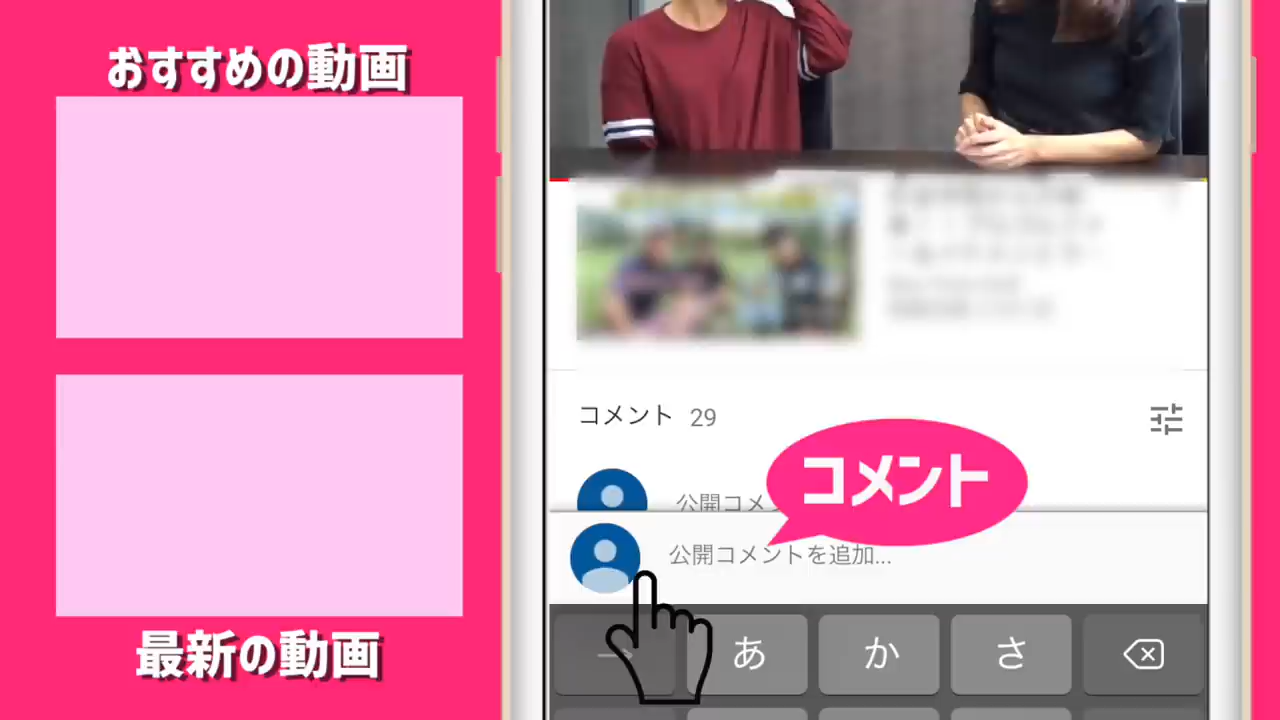 おすすめの動画
最新の動画
コメント 29
コメント
公開コメ
公開コメントを追加...
あ
か
さ